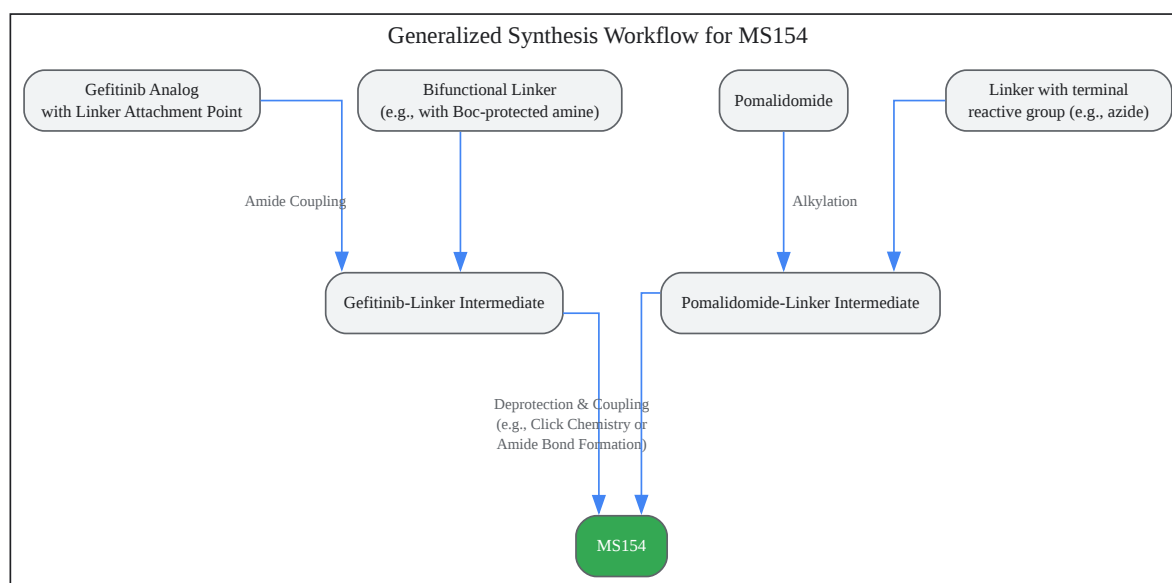 Generalized Synthesis Workflow for MS154
Gefitinib Analog
with Linker Attachment Point
Bifunctional Linker
(e.g., with Boc-protected amine)
Pomalidomide
Linker with terminal
reactive group (e.g., azide)
Amide Coupling
Alkylation
Gefitinib-Linker Intermediate
Pomalidomide-Linker Intermediate
Deprotection & Coupling
(e.g., Click Chemistry or
Amide Bond Formation)
MS154